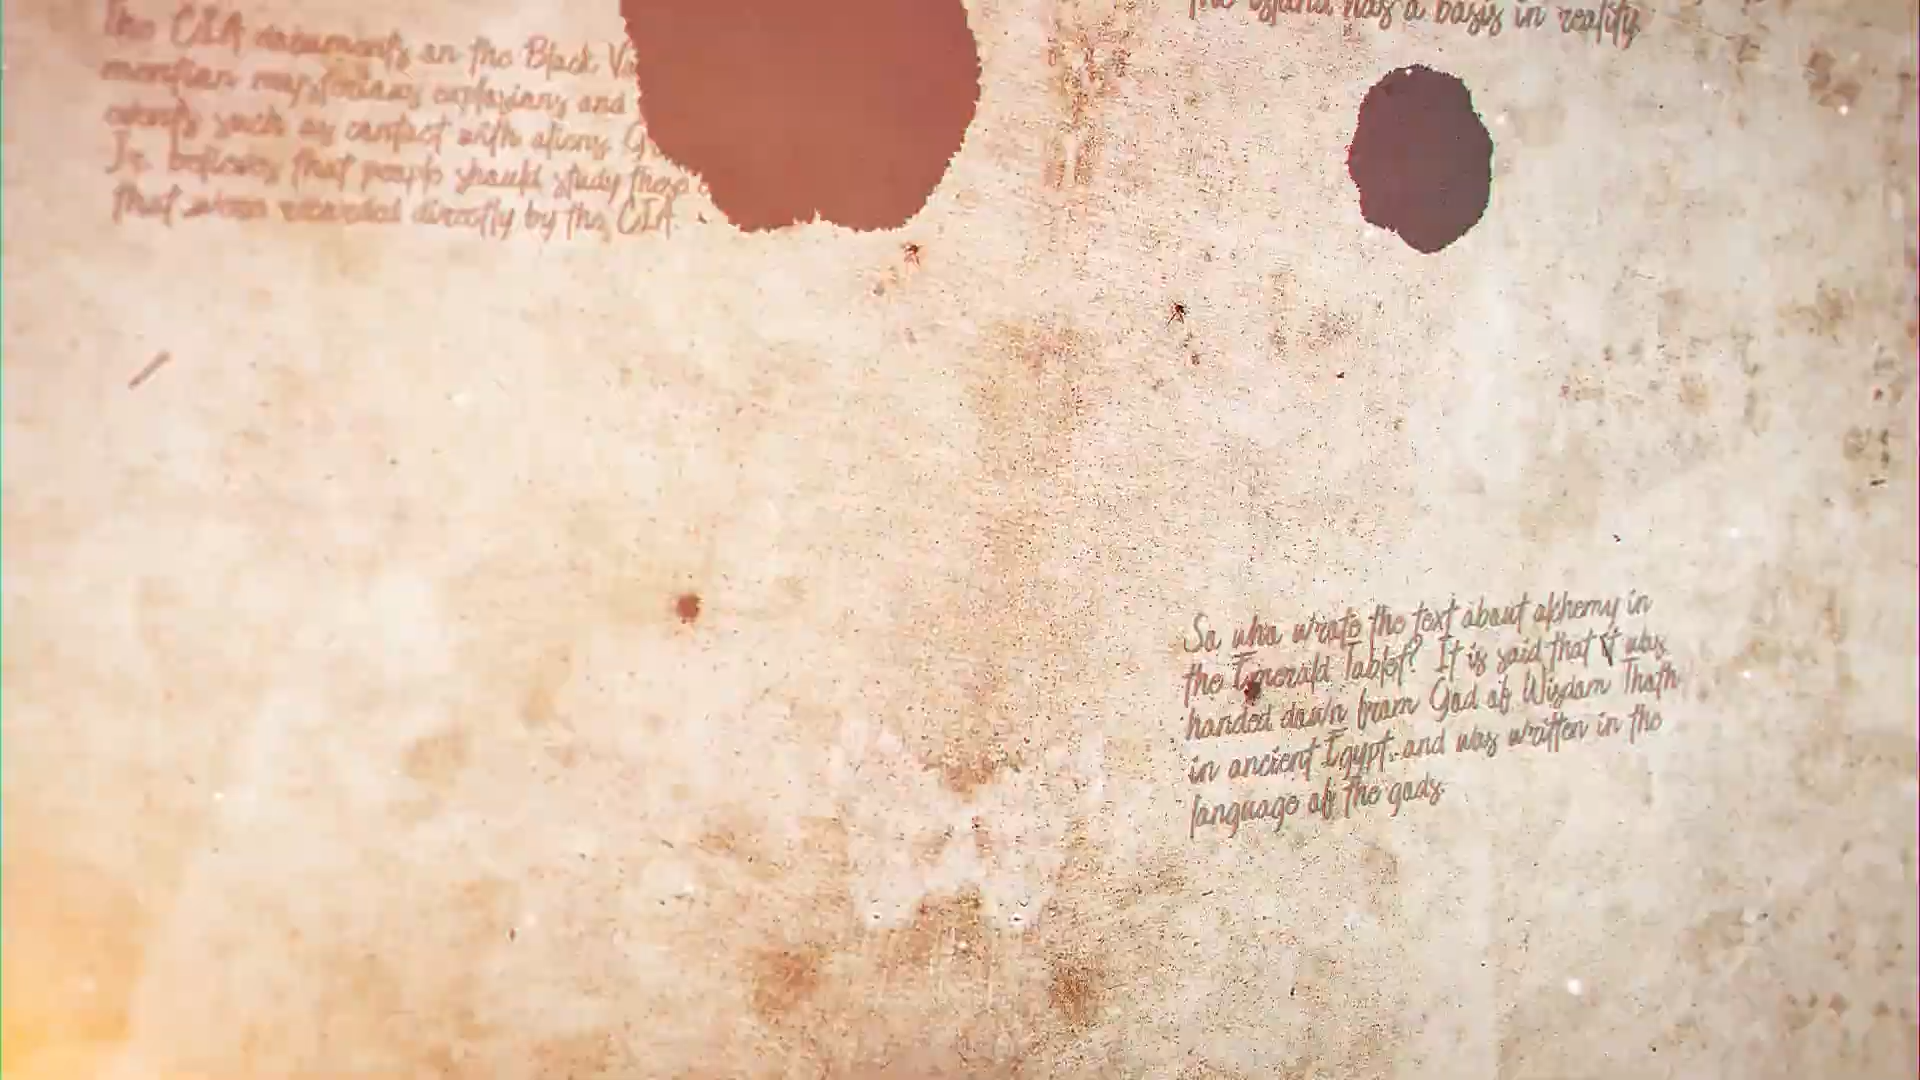 The CIA documents on the Black
mention mysterious explosions and
events such as contact with aliens.
Jr. believes that people should study these
that were recorded directly by the CIA.
The island has a basis in reality
So who wrote the text about alchemy in
the Emerald Tablet? It is said that it was
handed down from God of Wisdom Thoth
in ancient Egypt, and was written in the
language of the gods.